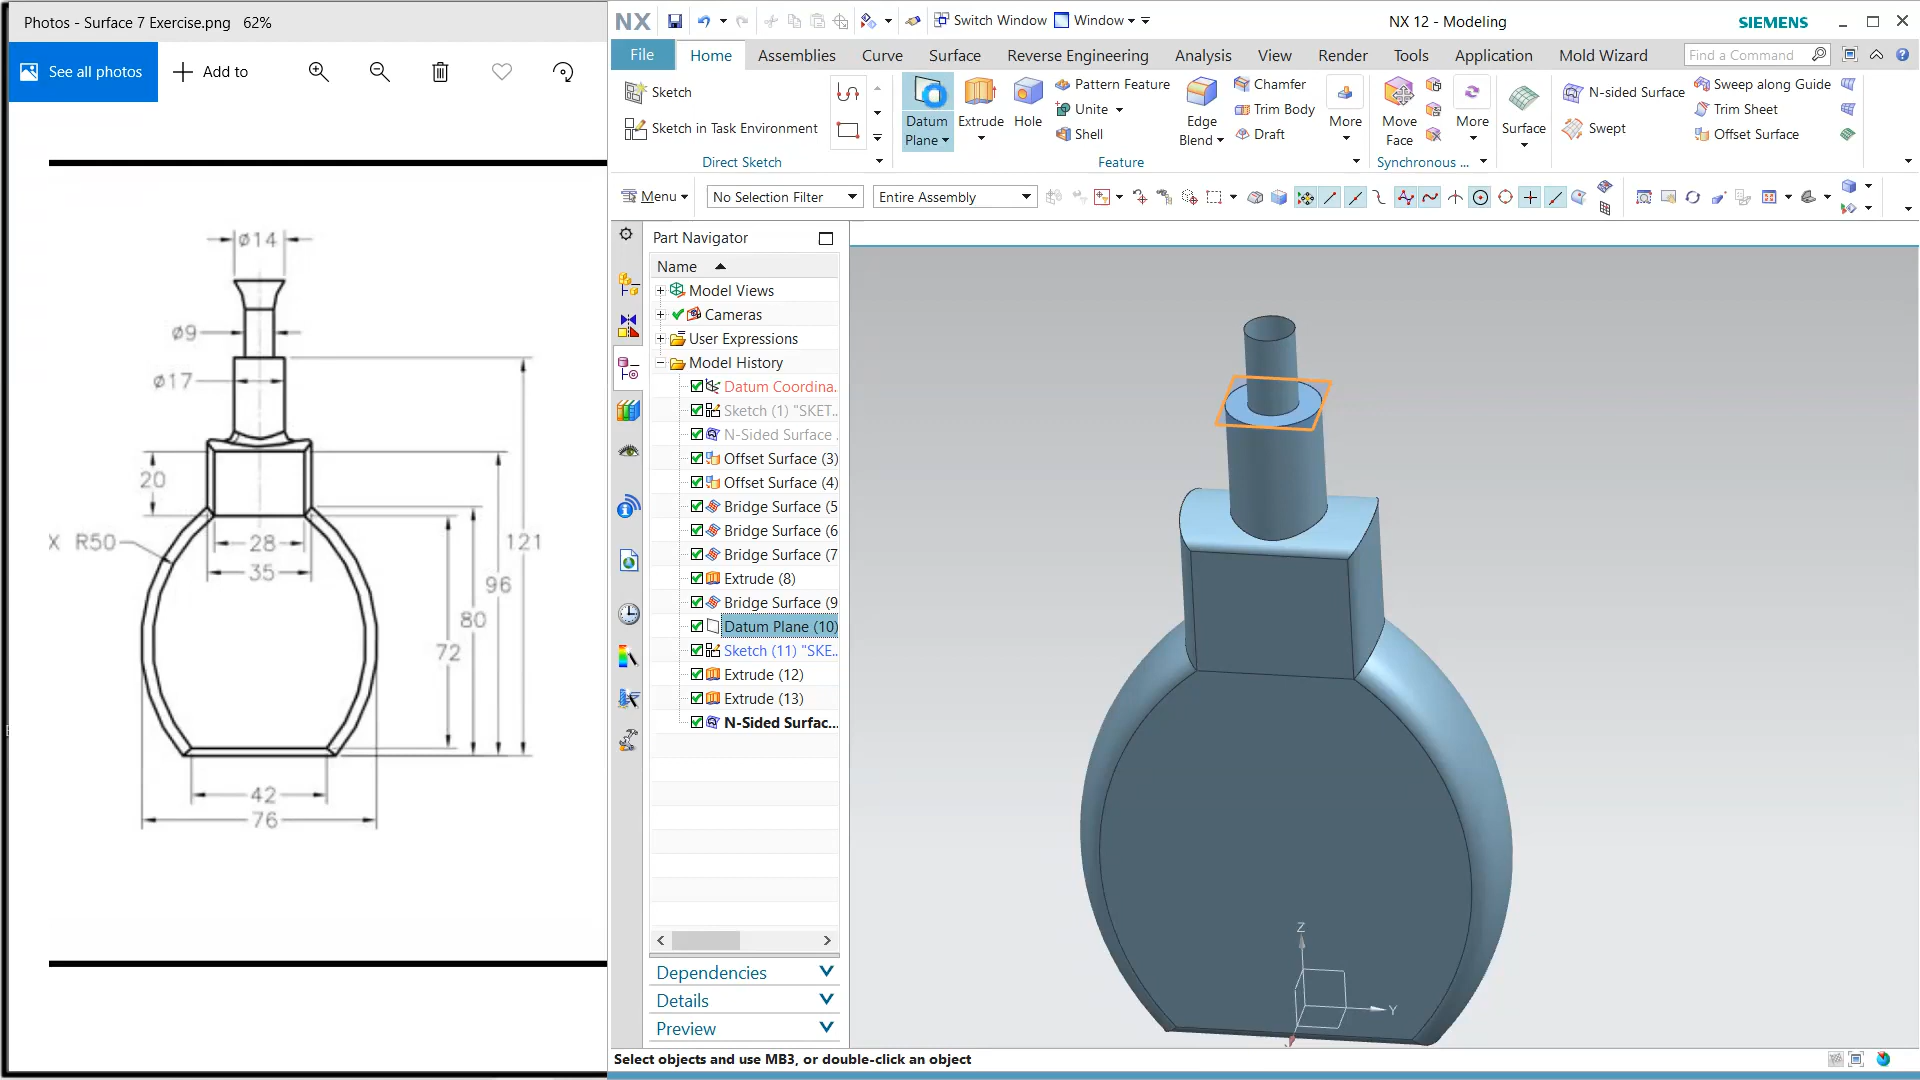 Photos - Surface 7 Exercise.png 62%
See all photos
Add to
ø14
ø9
ø17
20
X R50
28
35
121
96
80
72
42
76
NX
Switch Window
Window
NX 12 - Modeling
SIEMENS
File
Home
Assemblies
Curve
Surface
Reverse Engineering
Analysis
View
Render
Tools
Application
Mold Wizard
Find a Command
Sketch
Sketch in Task Environment
Direct Sketch
Datum
Plane
Extrude
Hole
Pattern Feature
Unite
Shell
Edge
Blend
Chamfer
Trim Body
Draft
More
Feature
Move
Face
More
Synchronous ...
Surface
N-sided Surface
Swept
Sweep along Guide
Trim Sheet
Offset Surface
Menu
No Selection Filter
Entire Assembly
Part Navigator
Name
Model Views
Cameras
User Expressions
Model History
Datum Coordina.
Sketch (1) "SKET..
N-Sided Surface .
Offset Surface (3)
Offset Surface (4)
Bridge Surface (5
Bridge Surface (6
Bridge Surface (7
Extrude (8)
Bridge Surface (9
Datum Plane (10)
Sketch (11) "SKE..
Extrude (12)
Extrude (13)
N-Sided Surfac...
Dependencies
Details
Preview
Z
Y
Select objects and use MB3, or double-click an object